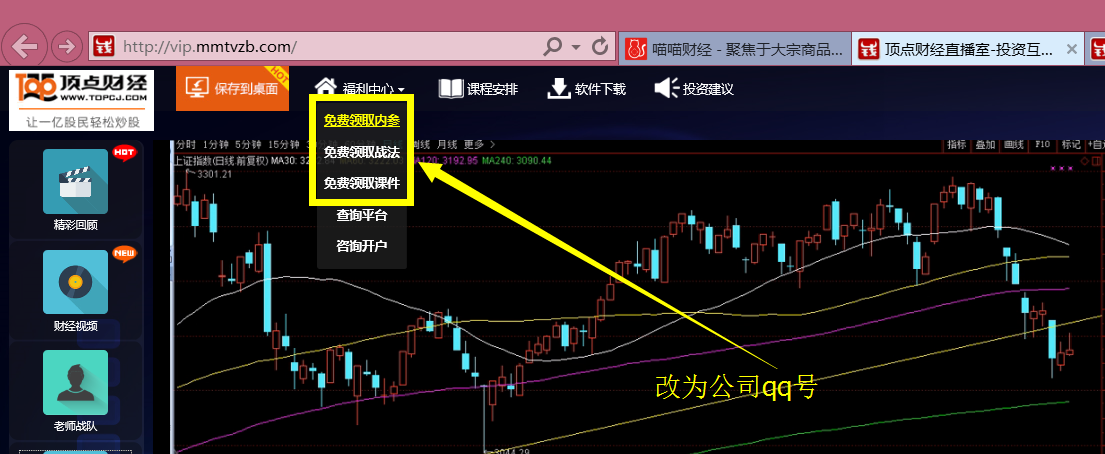 http://vip.mmtvzb.com/
喵喵财经 - 聚焦于大宗商品...
顶点财经直播室-投资互...
TOP 顶点财经
WWW.TOPCJ.COM
让一亿股民轻松炒股
保存到桌面
HOT
福利中心
课程安排
软件下载
投资建议
免费领取内参
免费领取战法
免费领取课件
查询平台
咨询开户
分时 1分钟 5分钟 15分钟
周线 月线 更多 >
指标 叠加 画线 F10 标记 +自
上证指数(日线 前复权) MA30: 3
MA120: 3192.95 MA240: 3090.44
3301.21
HOT
精彩回顾
NEW
财经视频
老师战队
改为公司qq号
3044.29